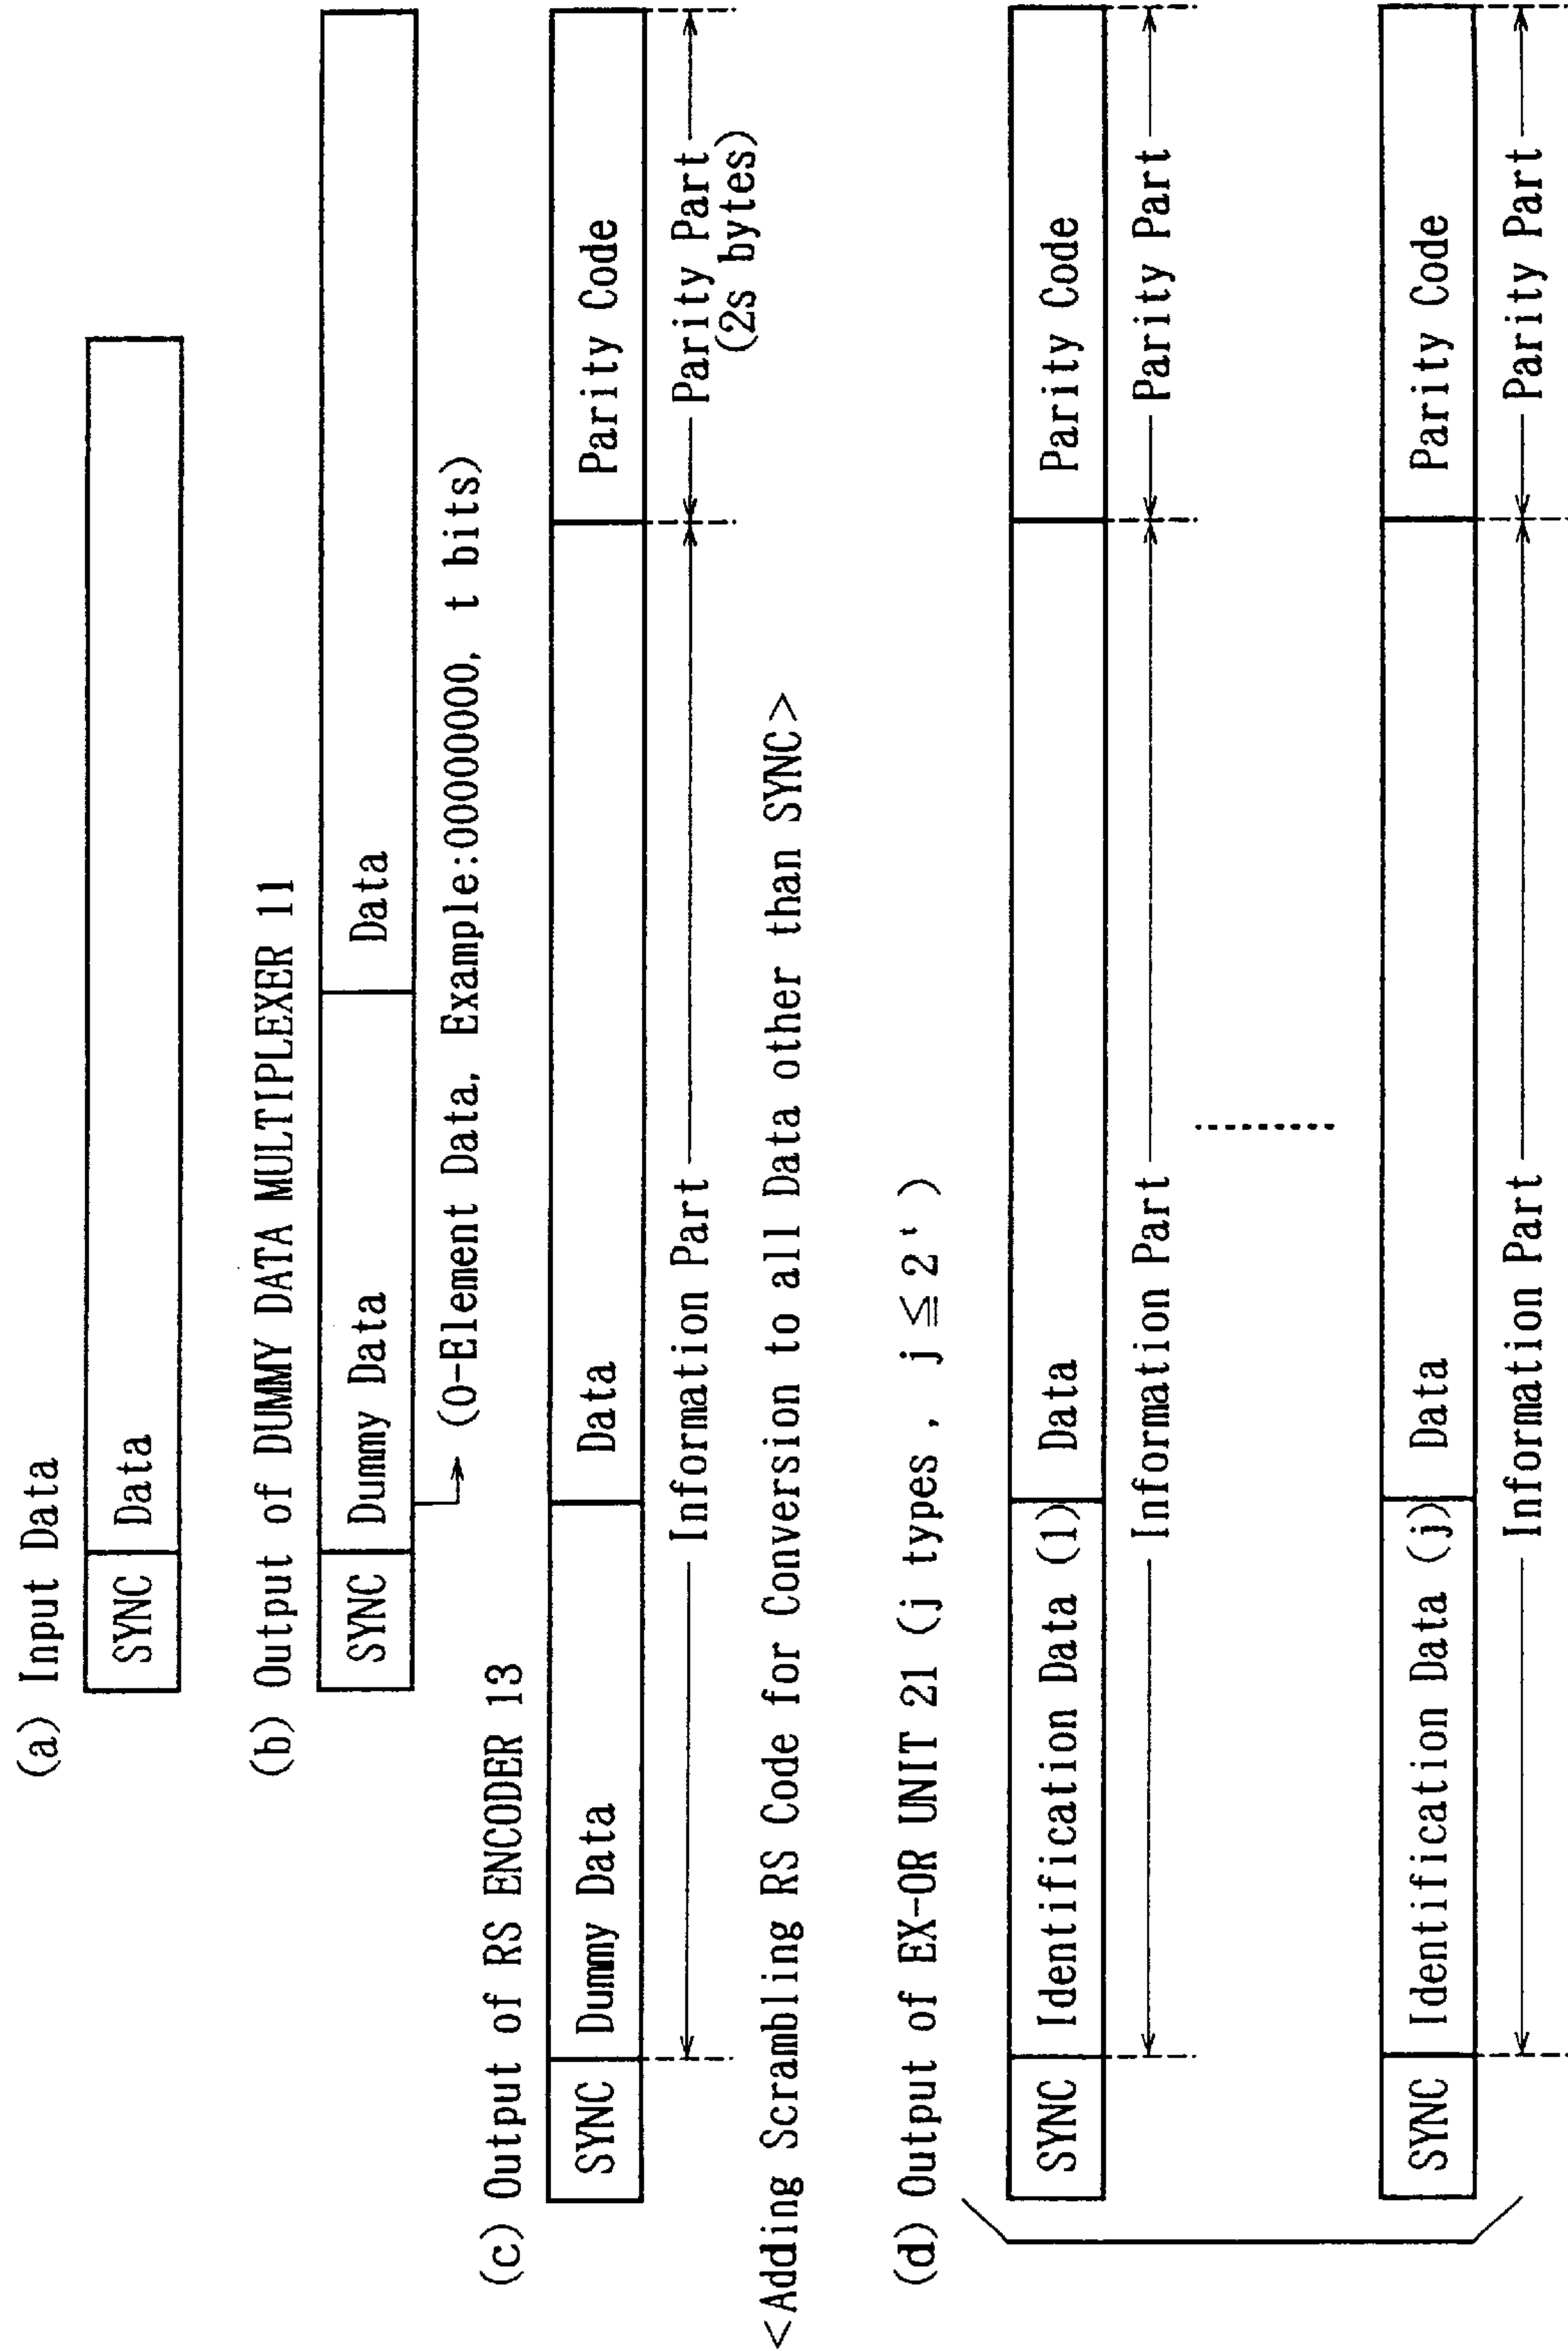 (a) Input Data
SYNC Data
(b) Output of DUMMY DATA MULTIPLEXER 11
SYNC Dummy Data Data
(0-Element Data, Example:00000000, t bits)
(c) Output of RS ENCODER 13
SYNC Dummy Data Data Parity Code
Information Part Parity Part
(2s bytes)
<Adding Scrambling RS Code for Conversion to all Data other than SYNC>
(d) Output of EX-OR UNIT 21 (j types, j ≦ 2ᵗ)
SYNC Identification Data (1) Data Parity Code
Information Part Parity Part
SYNC Identification Data (j) Data Parity Code
Information Part Parity Part